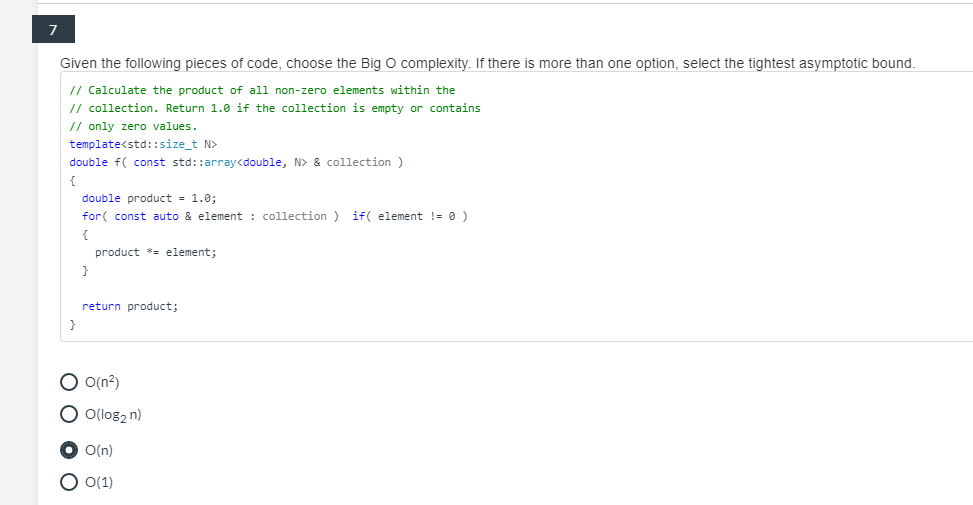 7
Given the following pieces of code, choose the Big O complexity. If there is more than one option, select the tightest asymptotic bound.
// Calculate the product of all non-zero elements within the
// collection. Return 1.0 if the collection is empty or contains
// only zero values.
template<std::size_t N>
double f( const std::array<double, N> & collection )
{
  double product = 1.0;
  for( const auto & element : collection )  if( element != 0 )
  {
    product *= element;
  }
  return product;
}
O(n²)
O(log₂ n)
O(n)
O(1)